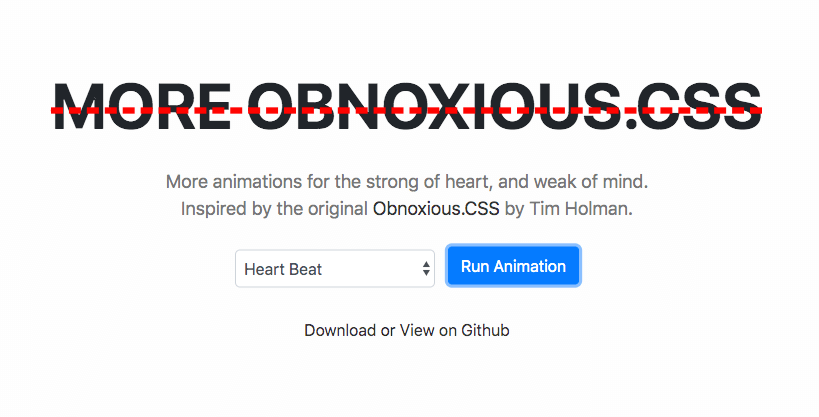 MORE OBNOXIOUS.CSS
More animations for the strong of heart, and weak of mind.
Inspired by the original Obnoxious.CSS by Tim Holman.
Heart Beat
Run Animation
Download or View on Github